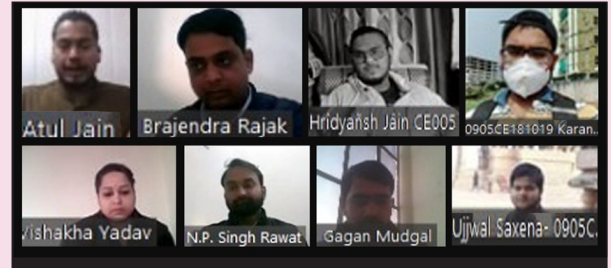 Atul Jain
Brajendra Rajak
Hridyansh Jain CE005
0905CE181019 Karan...
Vishakha Yadav
N.P. Singh Rawat
Gagan Mudgal
Ujjwal Saxena- 0905C...